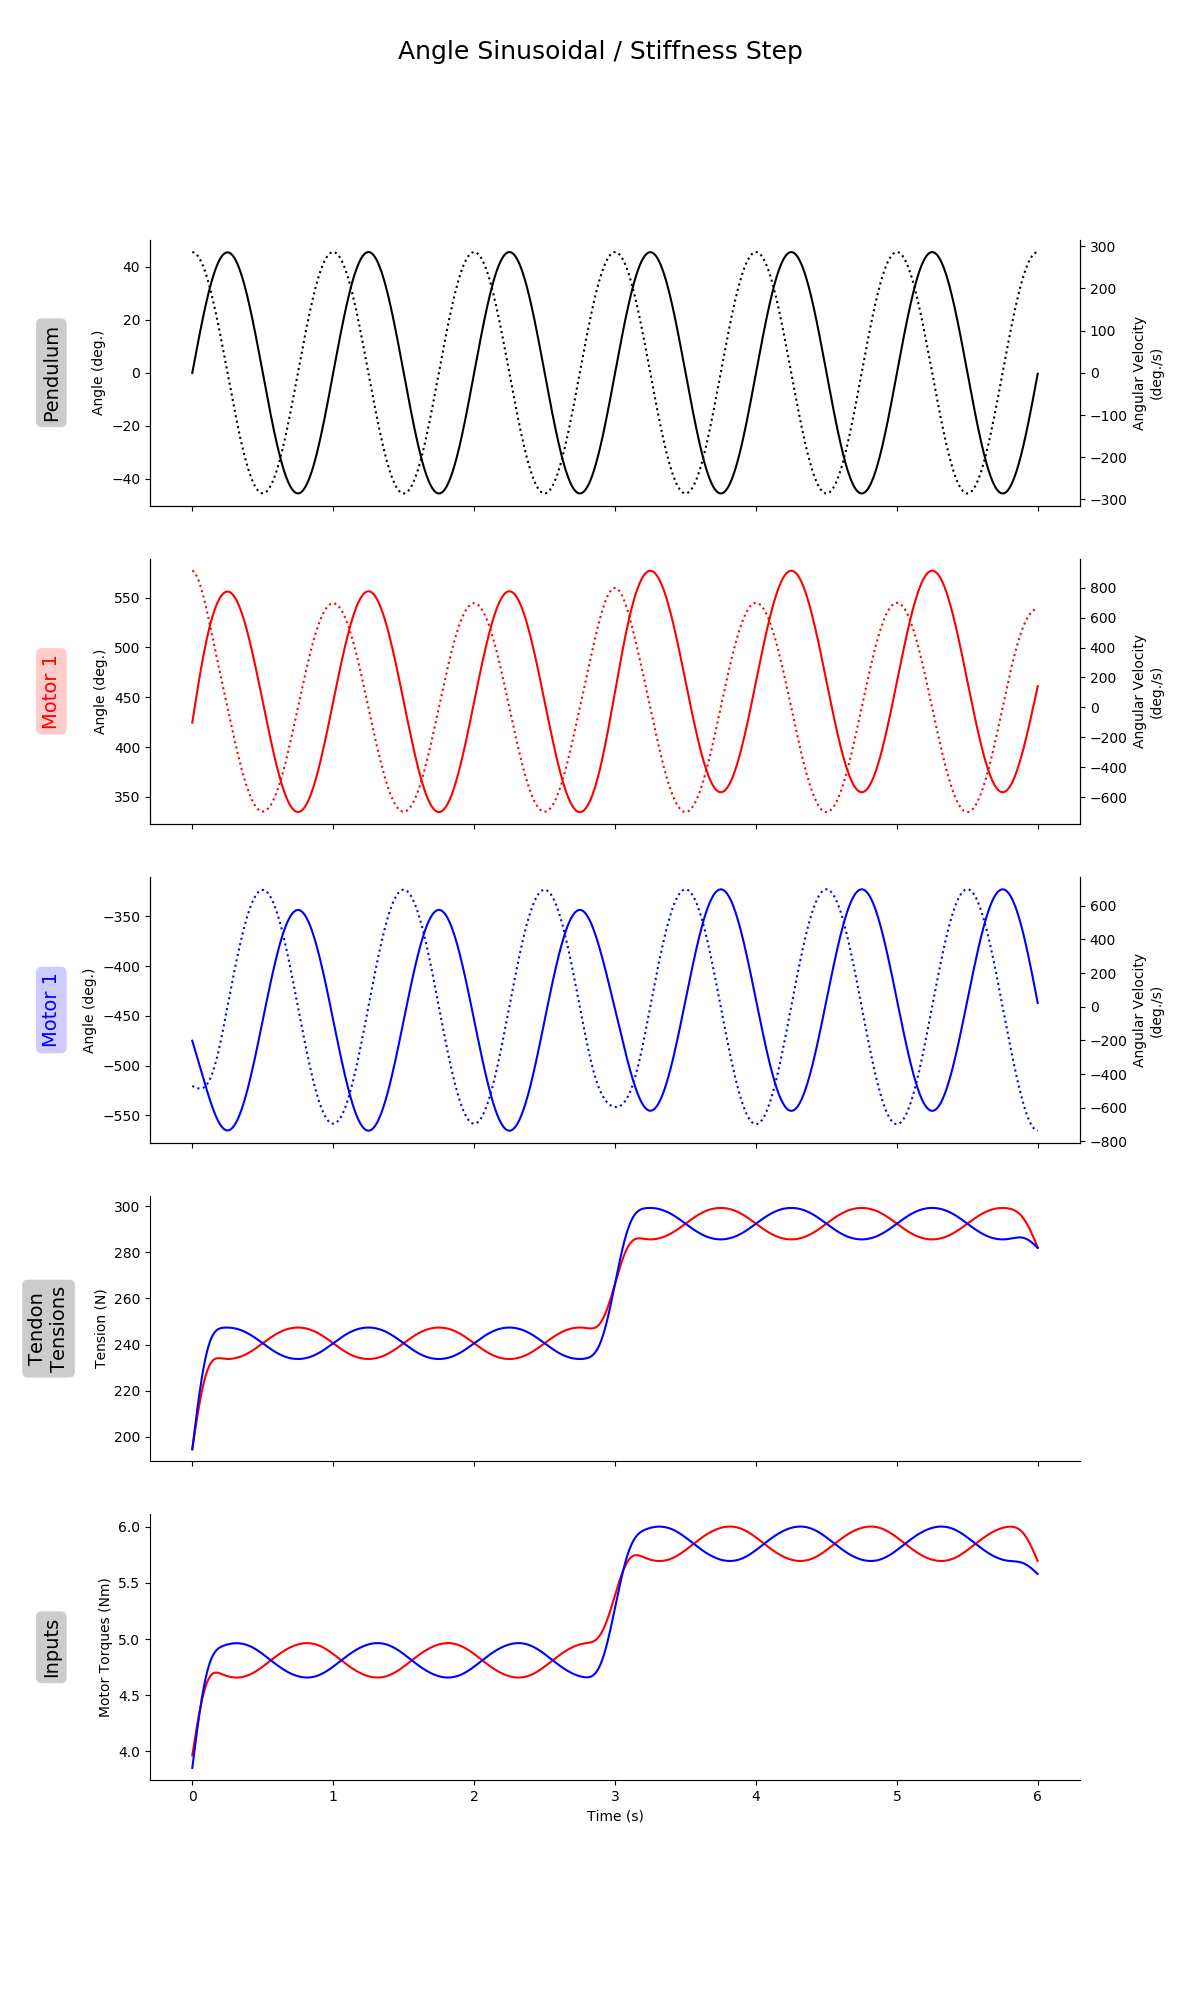 Angle Sinusoidal / Stiffness Step
Pendulum
Angle (deg.)
40
20
0
−20
−40
300
200
100
0
−100
−200
−300
Angular Velocity
(deg./s)
Motor 1
Angle (deg.)
550
500
450
400
350
800
600
400
200
0
−200
−400
−600
Angular Velocity
(deg./s)
Motor 1
Angle (deg.)
−350
−400
−450
−500
−550
600
400
200
0
−200
−400
−600
−800
Angular Velocity
(deg./s)
Tendon
Tensions
Tension (N)
300
280
260
240
220
200
Inputs
Motor Torques (Nm)
6.0
5.5
5.0
4.5
4.0
0 1 2 3 4 5 6
Time (s)